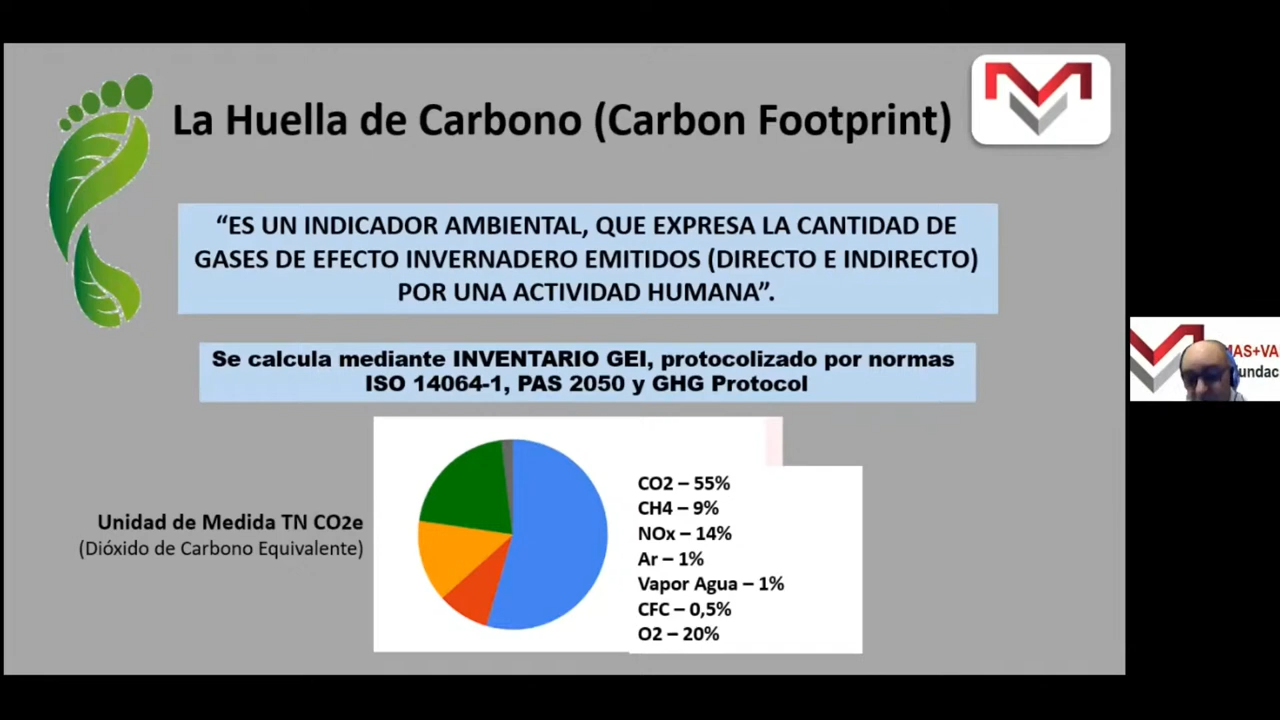 La Huella de Carbono (Carbon Footprint)
“ES UN INDICADOR AMBIENTAL, QUE EXPRESA LA CANTIDAD DE
GASES DE EFECTO INVERNADERO EMITIDOS (DIRECTO E INDIRECTO)
POR UNA ACTIVIDAD HUMANA”.
Se calcula mediante INVENTARIO GEI, protocolizado por normas
ISO 14064-1, PAS 2050 y GHG Protocol
Unidad de Medida TN CO2e
(Dióxido de Carbono Equivalente)
CO2 – 55%
CH4 – 9%
NOx – 14%
Ar – 1%
Vapor Agua – 1%
CFC – 0,5%
O2 – 20%